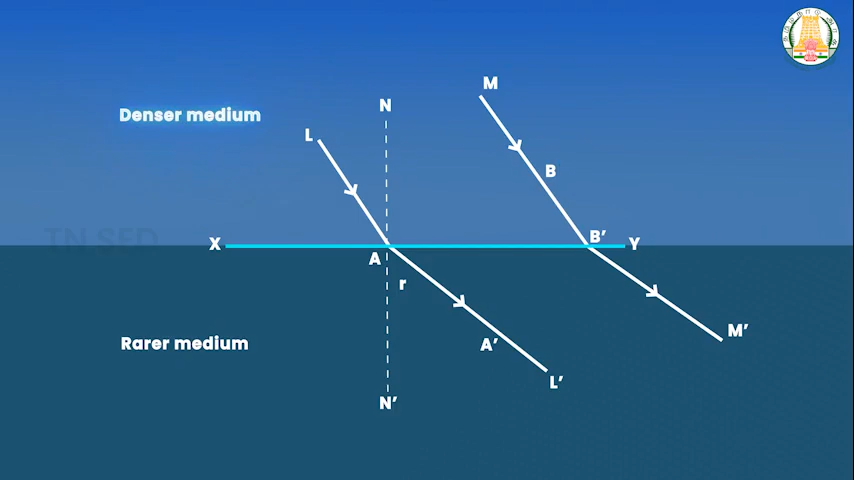 M
N
Denser medium
L
B
TN SED
X
B’
Y
A
r
Rarer medium
M’
A’
L’
N’